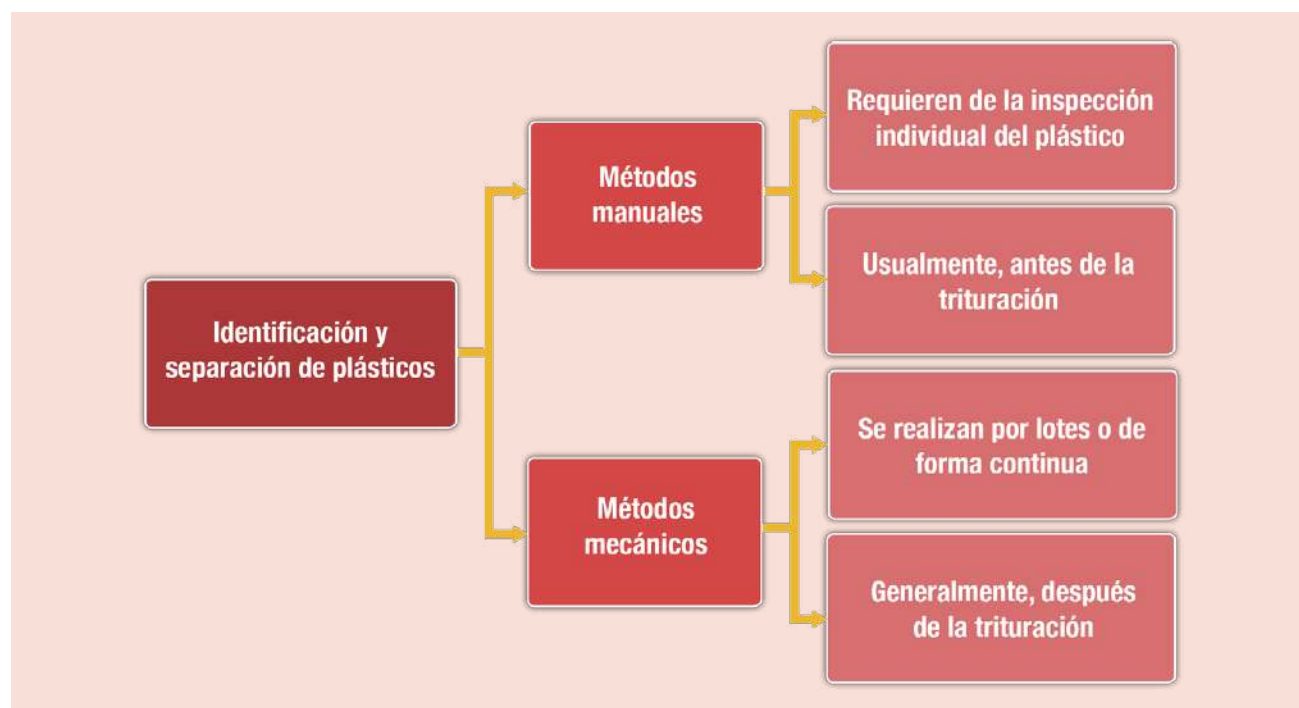 Identificación y
separación de plásticos
Métodos
manuales
Requieren de la inspección
individual del plástico
Usualmente, antes de la
trituración
Métodos
mecánicos
Se realizan por lotes o de
forma continua
Generalmente, después
de la trituración